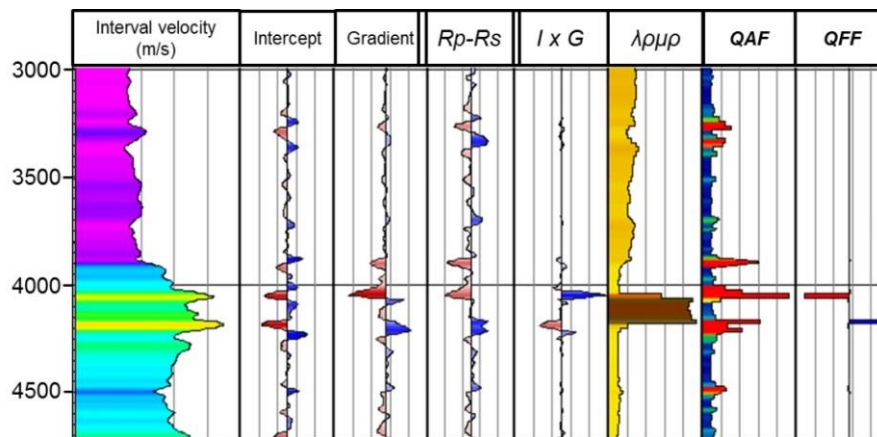 Interval velocity
(m/s)
Intercept
Gradient
Rp-Rs
I x G
λρμρ
QAF
QFF
3000
3500
4000
4500